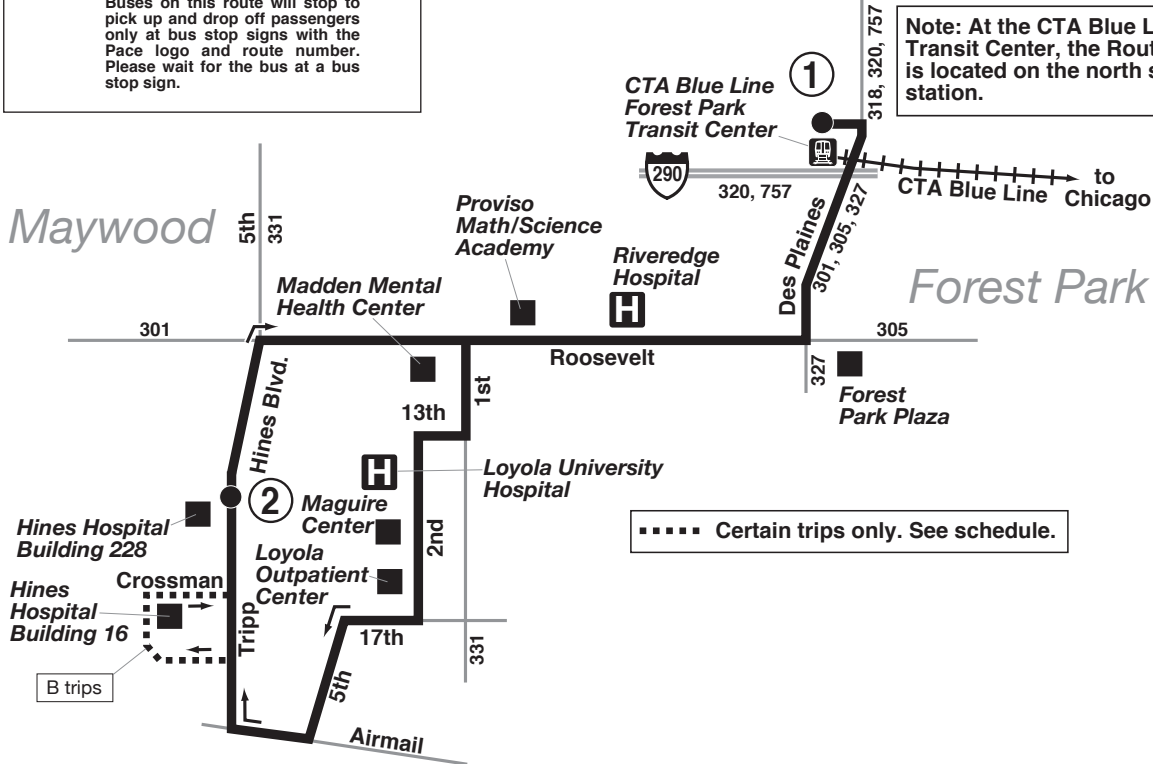 Buses on this route will stop to
pick up and drop off passengers
only at bus stop signs with the
Pace logo and route number.
Please wait for the bus at a bus
stop sign.
318, 320, 757
Note: At the CTA Blue L
Transit Center, the Rout
is located on the north s
station.
1
CTA Blue Line
Forest Park
Transit Center
290
320, 757
CTA Blue Line
to
Chicago
Maywood
5th
331
Proviso
Math/Science
Academy
Riveredge
Hospital
Des Plaines
301, 305, 327
Forest Park
Madden Mental
Health Center
301
305
Roosevelt
327
Forest
Park Plaza
Hines Blvd.
1st
13th
H
H
Loyola University
Hospital
2
Maguire
Center
2nd
Hines Hospital
Building 228
Loyola
Outpatient
Center
Certain trips only. See schedule.
Crossman
Hines
Hospital
Building 16
Tripp
17th
331
B trips
5th
Airmail